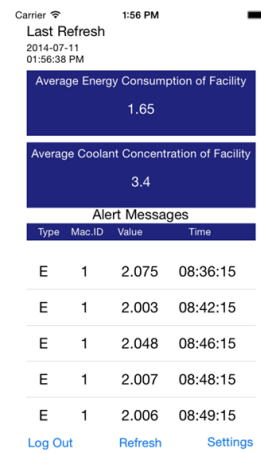 Carrier 1:56 PM
Last Refresh
2014-07-11
01:56:38 PM
Average Energy Consumption of Facility
1.65
Average Coolant Concentration of Facility
3.4
Alert Messages
Type Mac.ID Value Time
E 1 2.075 08:36:15
E 1 2.003 08:42:15
E 1 2.048 08:46:15
E 1 2.007 08:48:15
E 1 2.006 08:49:15
Log Out Refresh Settings